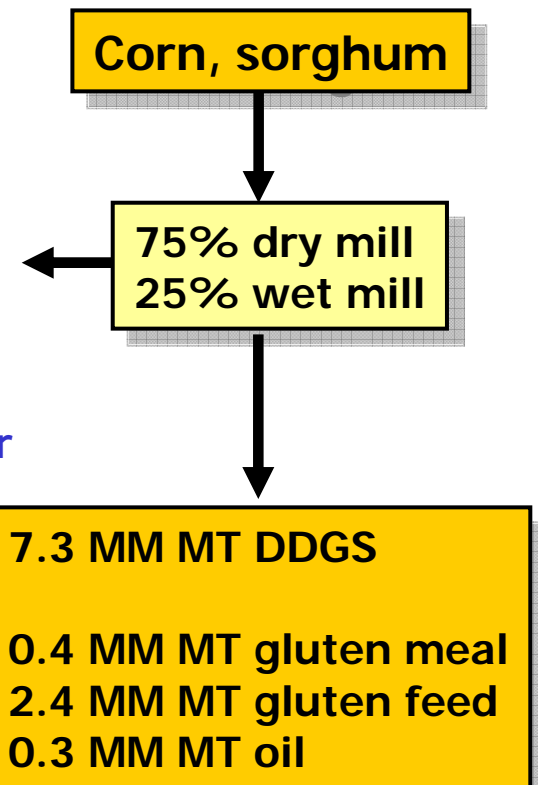 Corn, sorghum
75% dry mill
25% wet mill
r
7.3 MM MT DDGS
0.4 MM MT gluten meal
2.4 MM MT gluten feed
0.3 MM MT oil